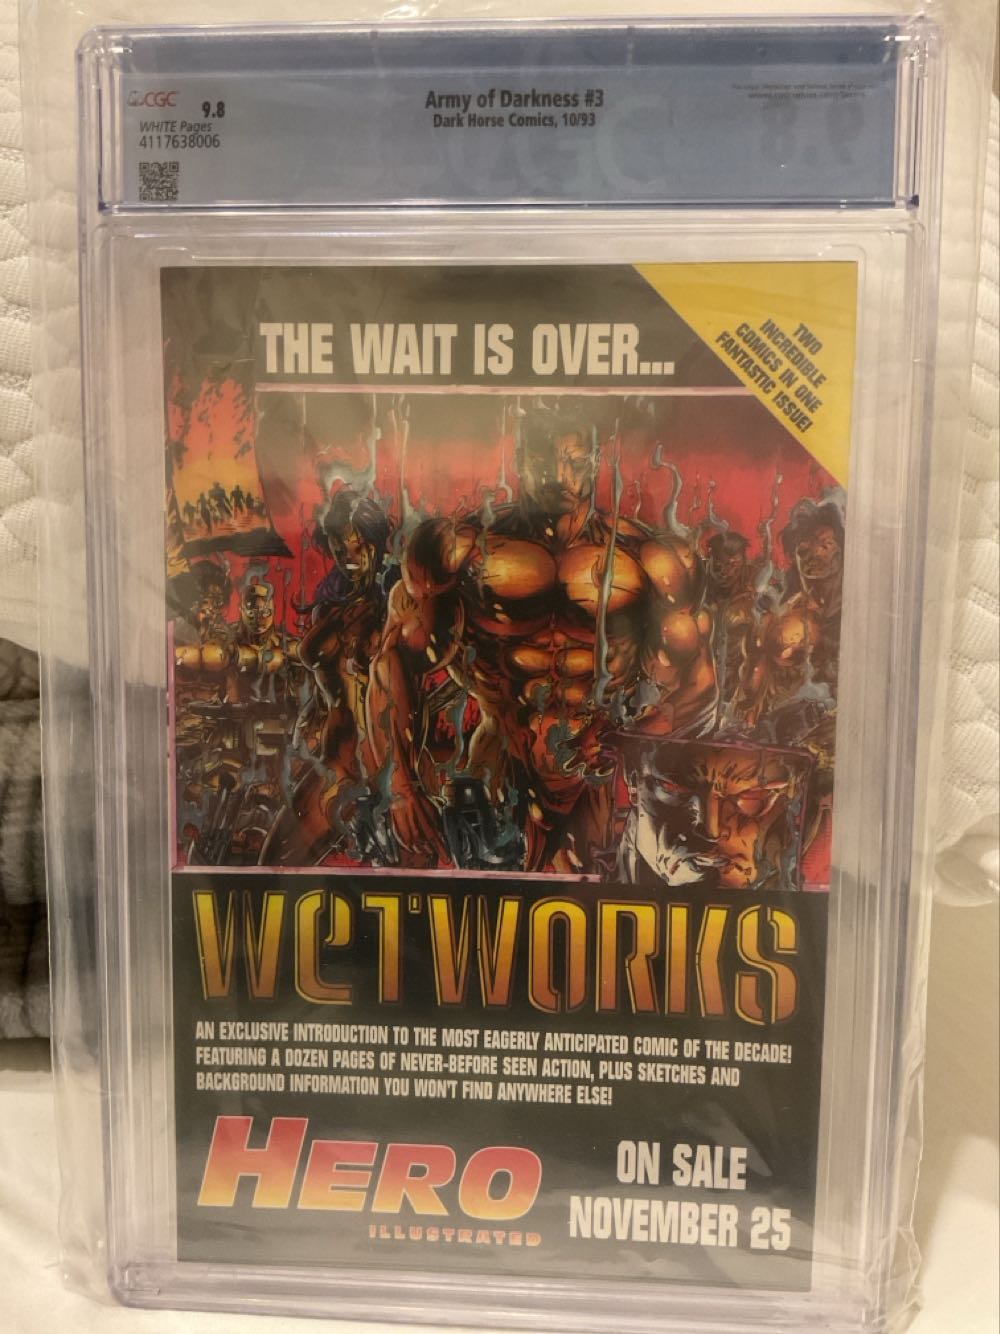 CGC
9.8
WHITE Pages
4117638006
Army of Darkness #3
Dark Horse Comics, 10/93
THE WAIT IS OVER...
TWO
INCREDIBLE
COMICS IN ONE
FANTASTIC ISSUE!
WETWORKS
AN EXCLUSIVE INTRODUCTION TO THE MOST EAGERLY ANTICIPATED COMIC OF THE DECADE!
FEATURING A DOZEN PAGES OF NEVER-BEFORE SEEN ACTION, PLUS SKETCHES AND
BACKGROUND INFORMATION YOU WON'T FIND ANYWHERE ELSE!
HERO
ILLUSTRATED
ON SALE
NOVEMBER 25